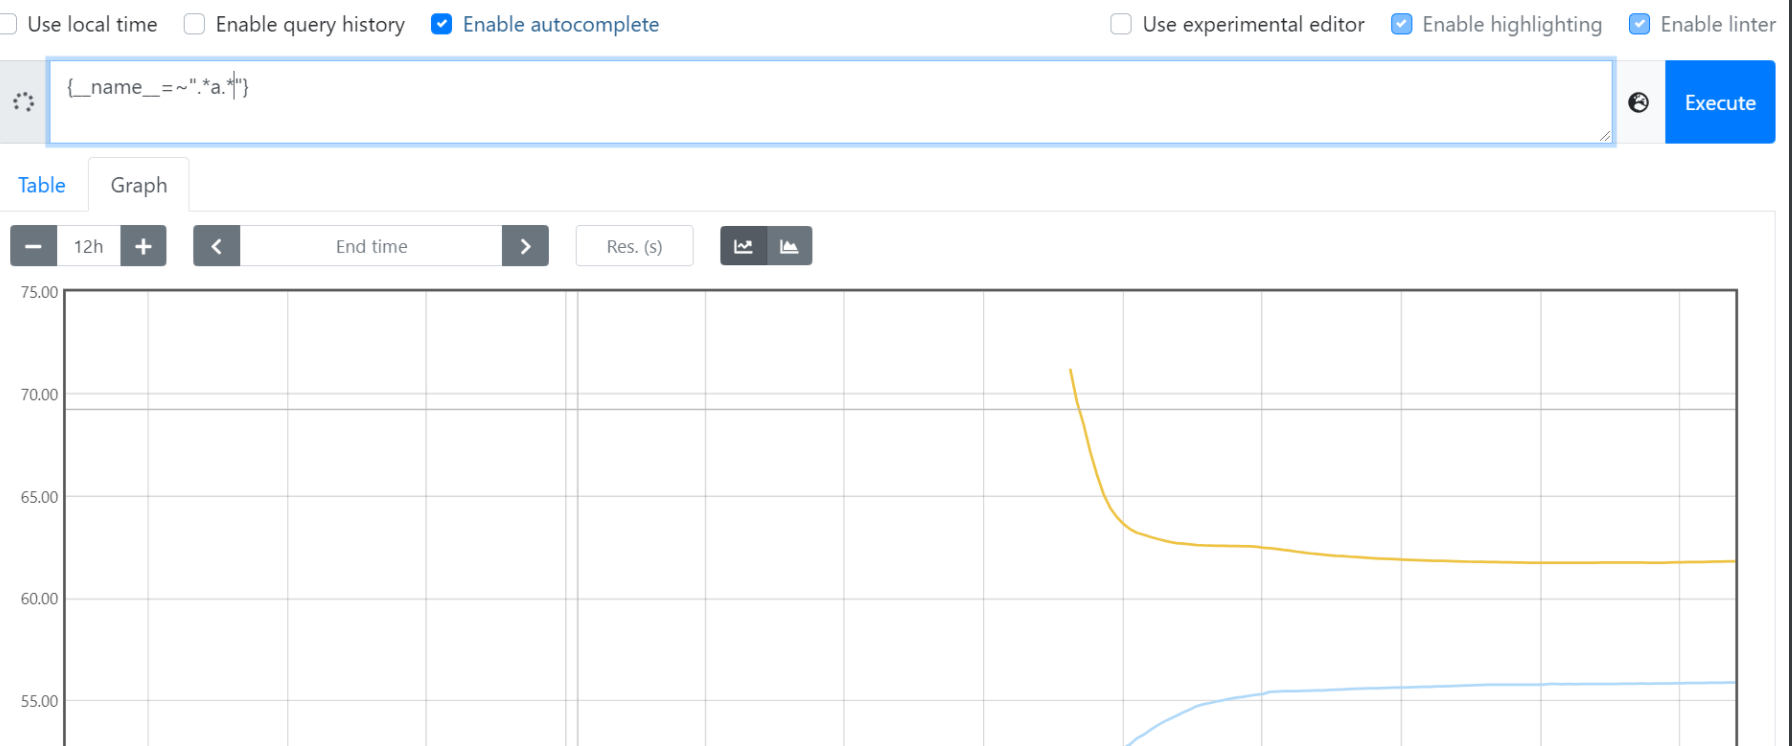 Use local time Enable query history Enable autocomplete Use experimental editor Enable highlighting Enable linter
{__name__=~".*a.*"}
Execute
Table Graph
12h End time Res. (s)
75.00
70.00
65.00
60.00
55.00